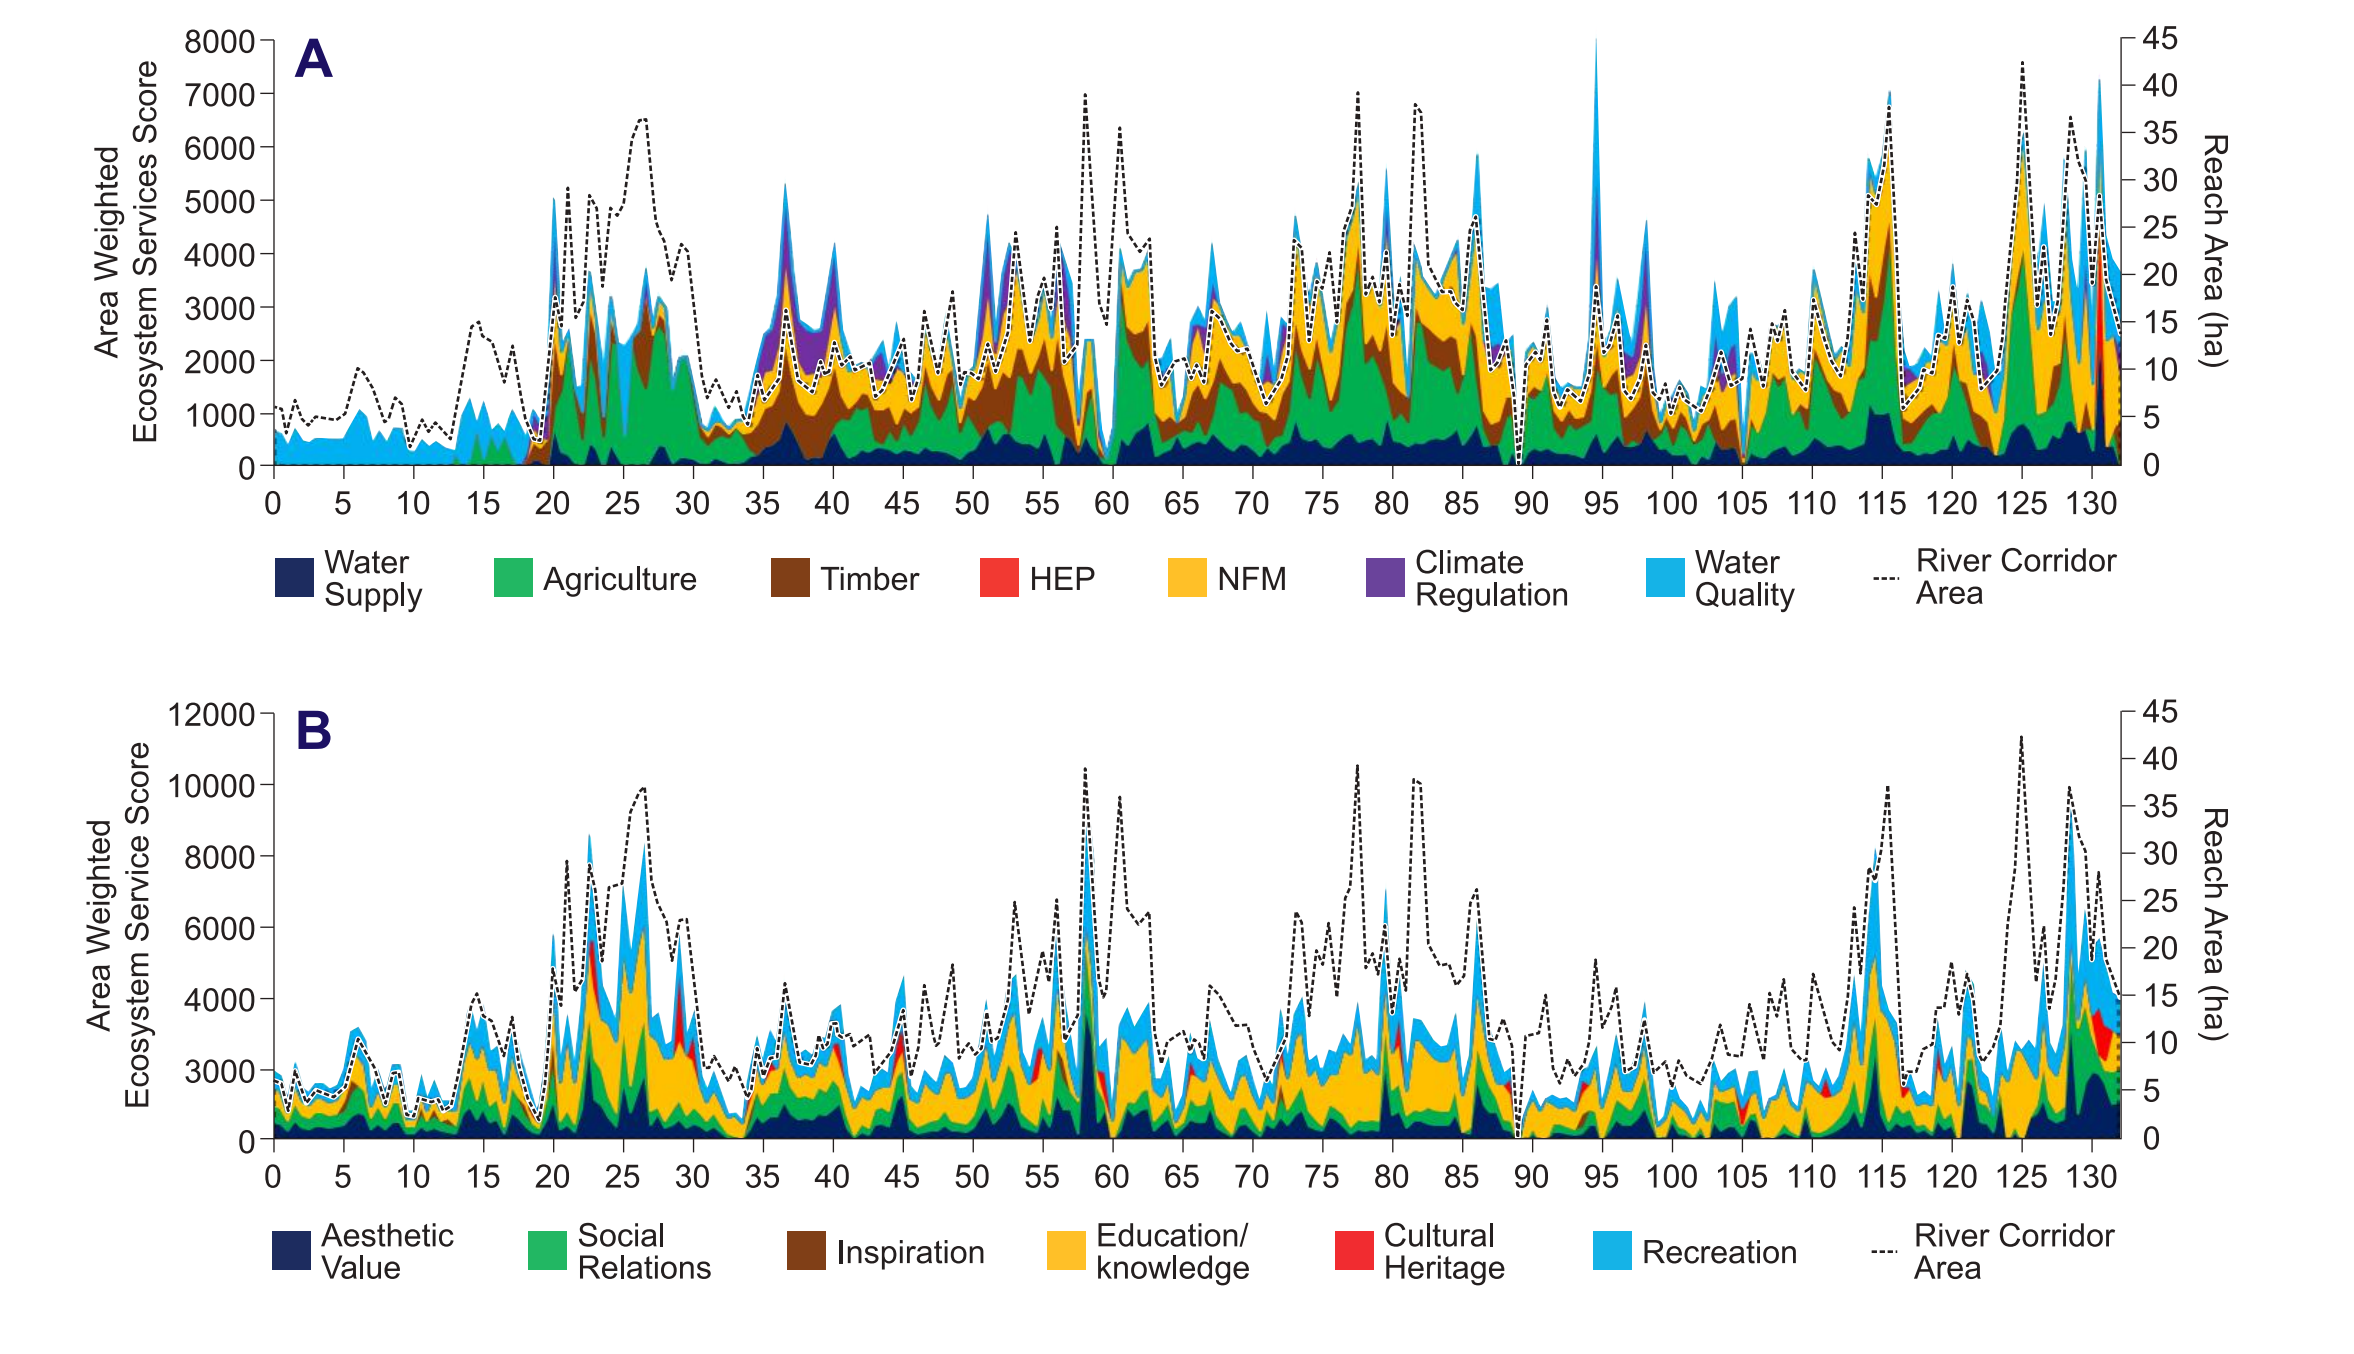 A
Area Weighted
Ecosystem Services Score
8000
7000
6000
5000
4000
3000
2000
1000
0
45
40
35
30
25
20
15
10
5
0
Reach Area (ha)
0 5 10 15 20 25 30 35 40 45 50 55 60 65 70 75 80 85 90 95 100 105 110 115 120 125 130
Water
Supply
Agriculture
Timber
HEP
NFM
Climate
Regulation
Water
Quality
River Corridor
Area
B
Area Weighted
Ecosystem Service Score
12000
10000
8000
6000
4000
3000
0
45
40
35
30
25
20
15
10
5
0
Reach Area (ha)
0 5 10 15 20 25 30 35 40 45 50 55 60 65 70 75 80 85 90 95 100 105 110 115 120 125 130
Aesthetic
Value
Social
Relations
Inspiration
Education/
knowledge
Cultural
Heritage
Recreation
River Corridor
Area